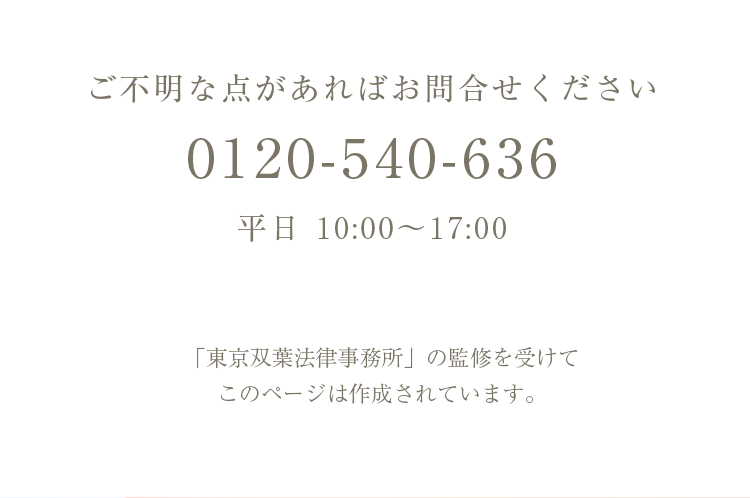 ご不明な点があればお問合せください
0120-540-636
平日 10:00〜17:00
「東京双葉法律事務所」の監修を受けて
このページは作成されています。